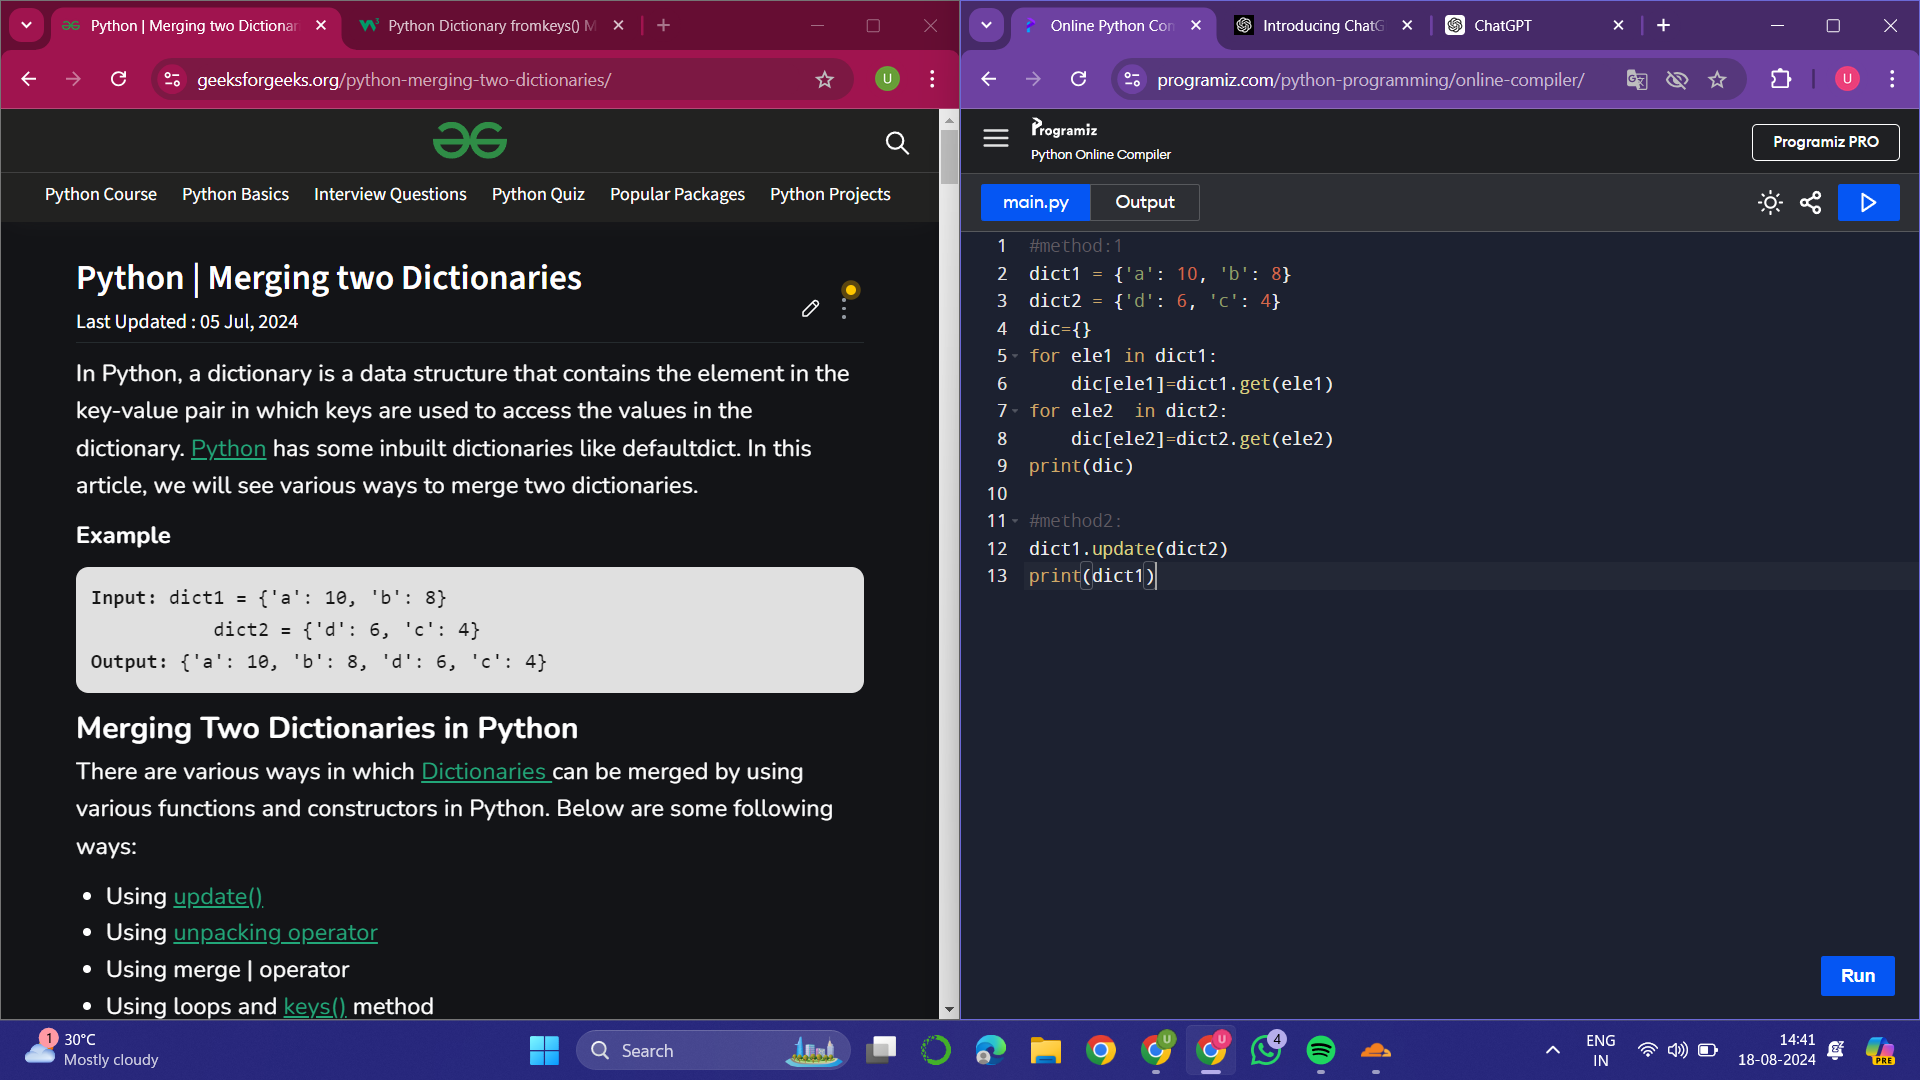 Python | Merging two Dictionar
Python Dictionary fromkeys() M
geeksforgeeks.org/python-merging-two-dictionaries/
U
Python Course Python Basics Interview Questions Python Quiz Popular Packages Python Projects
Python | Merging two Dictionaries
Last Updated : 05 Jul, 2024
In Python, a dictionary is a data structure that contains the element in the
key-value pair in which keys are used to access the values in the
dictionary. Python has some inbuilt dictionaries like defaultdict. In this
article, we will see various ways to merge two dictionaries.
Example
Input: dict1 = {'a': 10, 'b': 8}
dict2 = {'d': 6, 'c': 4}
Output: {'a': 10, 'b': 8, 'd': 6, 'c': 4}
Merging Two Dictionaries in Python
There are various ways in which Dictionaries can be merged by using
various functions and constructors in Python. Below are some following
ways:
• Using update()
• Using unpacking operator
• Using merge | operator
• Using loops and keys() method
Online Python Con
Introducing ChatG
ChatGPT
programiz.com/python-programming/online-compiler/
U
Programiz
Python Online Compiler
Programiz PRO
main.py
Output
1 #method:1
2 dict1 = {'a': 10, 'b': 8}
3 dict2 = {'d': 6, 'c': 4}
4 dic={}
5 for ele1 in dict1:
6     dic[ele1]=dict1.get(ele1)
7 for ele2  in dict2:
8     dic[ele2]=dict2.get(ele2)
9 print(dic)
10
11 #method2:
12 dict1.update(dict2)
13 print(dict1)
Run
1
30°C
Mostly cloudy
Search
U
U
4
ENG
IN
14:41
18-08-2024
PRE